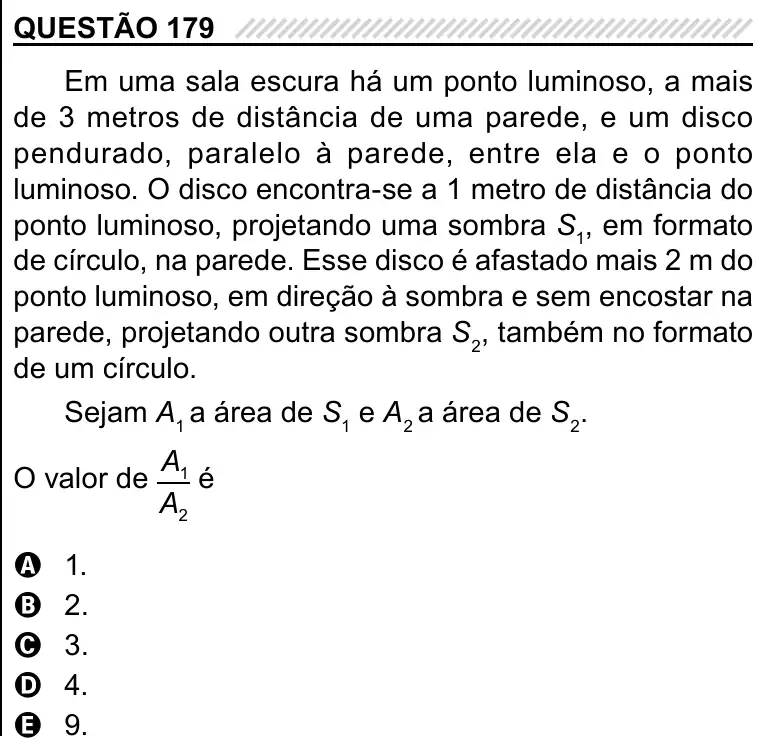 QUESTÃO 179
Em uma sala escura há um ponto luminoso, a mais
de 3 metros de distância de uma parede, e um disco
pendurado, paralelo à parede, entre ela e o ponto
luminoso. O disco encontra-se a 1 metro de distância do
ponto luminoso, projetando uma sombra S₁, em formato
de círculo, na parede. Esse disco é afastado mais 2 m do
ponto luminoso, em direção à sombra e sem encostar na
parede, projetando outra sombra S₂, também no formato
de um círculo.
Sejam A₁ a área de S₁ e A₂ a área de S₂.
O valor de A₁/A₂ é
A 1.
B 2.
C 3.
D 4.
E 9.